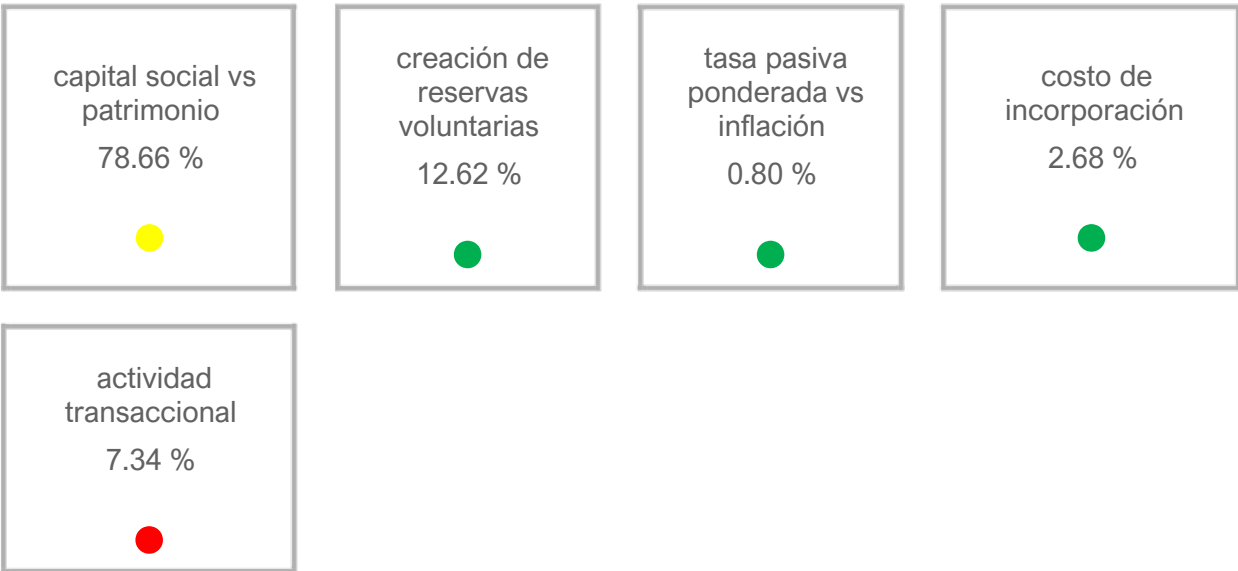 capital social vs
patrimonio
78.66 %
creación de
reservas
voluntarias
12.62 %
tasa pasiva
ponderada vs
inflación
0.80 %
costo de
incorporación
2.68 %
actividad
transaccional
7.34 %